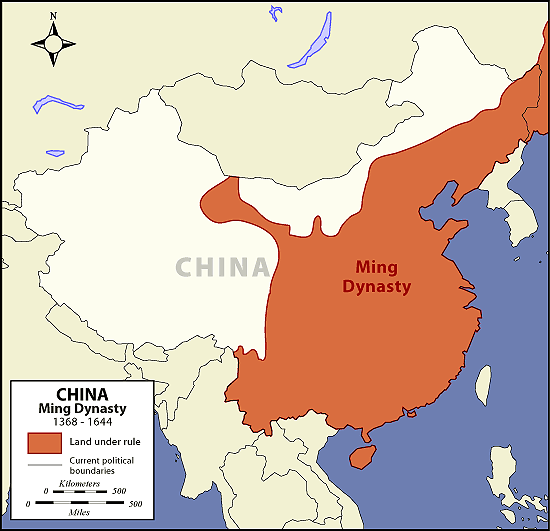 N
CHINA
Ming
Dynasty
CHINA
Ming Dynasty
1368 - 1644
Land under rule
Current political
boundaries
Kilometers
0 500
0 500
Miles